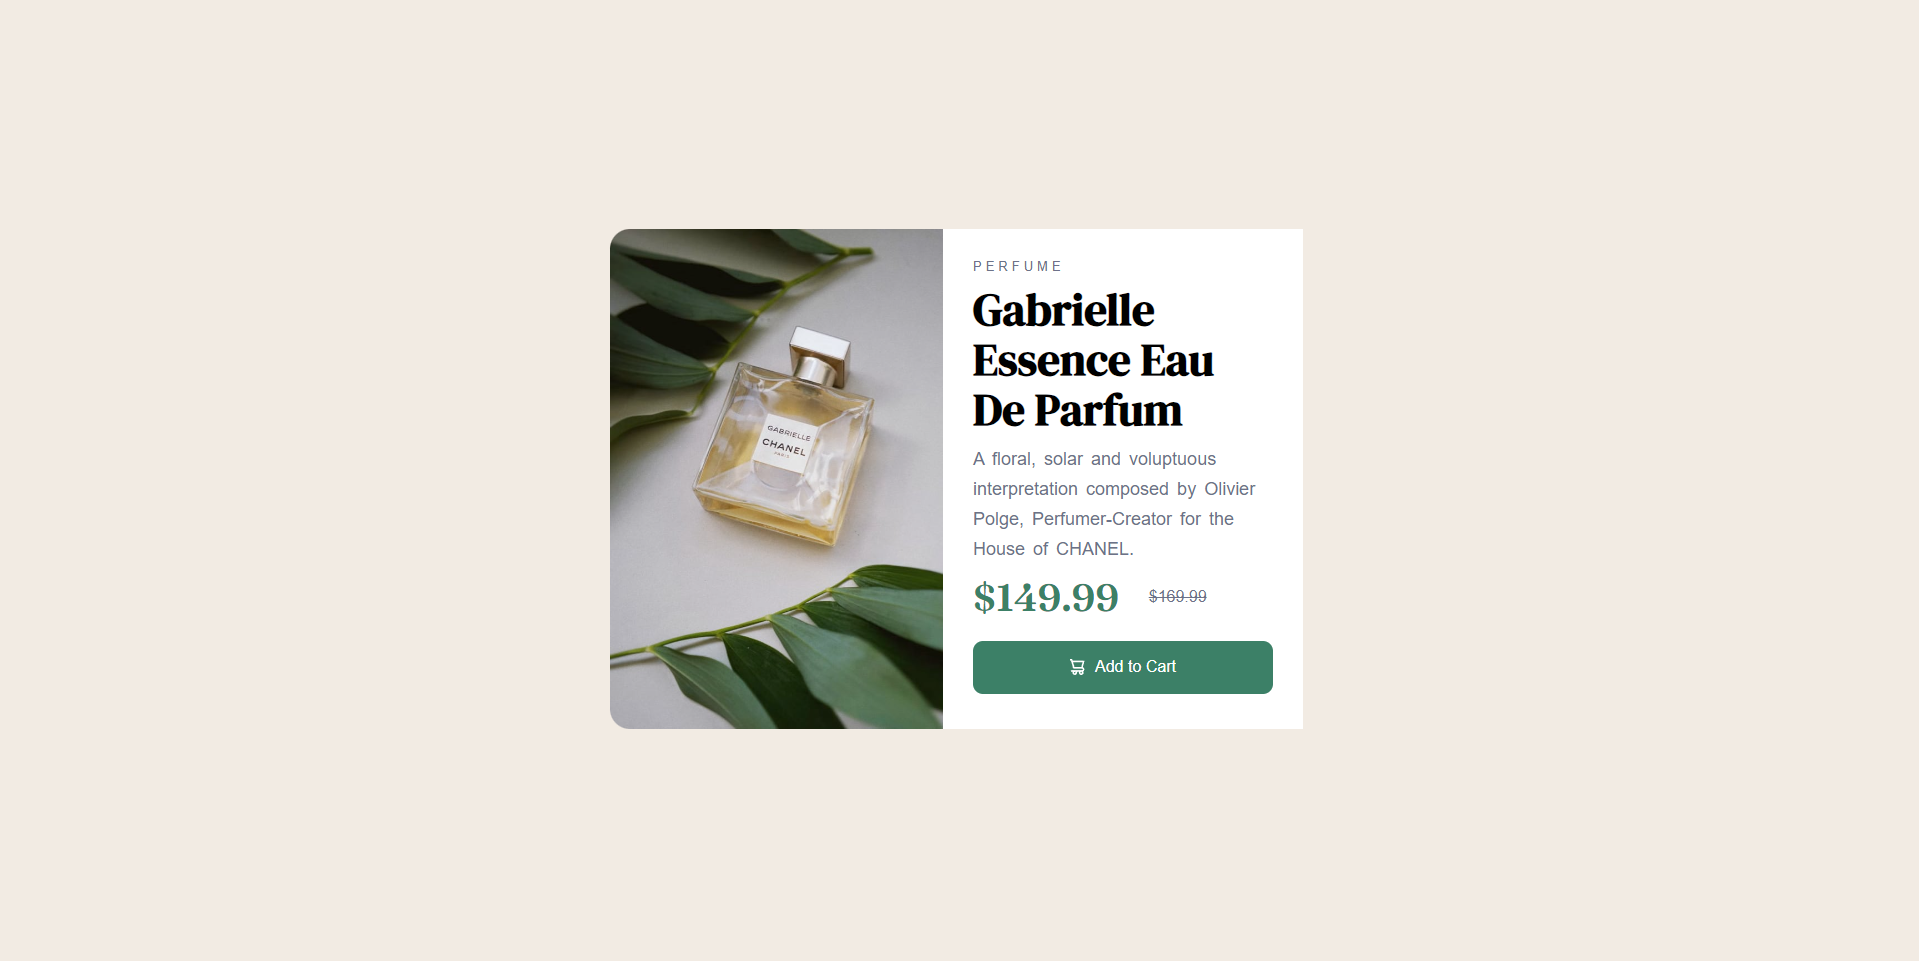 GABRIELLE
CHANEL
PARIS
PERFUME
Gabrielle
Essence Eau
De Parfum
A floral, solar and voluptuous
interpretation composed by Olivier
Polge, Perfumer-Creator for the
House of CHANEL.
$149.99 $169.99
Add to Cart